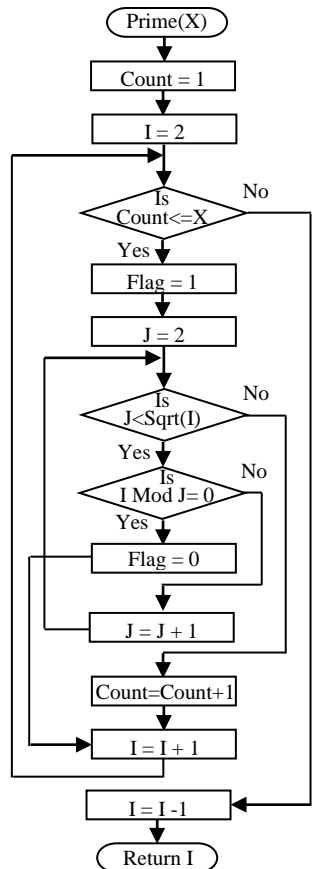 Prime(X)
Count = 1
I = 2
Is
Count<=X
No
Yes
Flag = 1
J = 2
Is
J<Sqrt(I)
No
Yes
Is
I Mod J= 0
No
Yes
Flag = 0
J = J + 1
Count=Count+1
I = I + 1
I = I -1
Return I